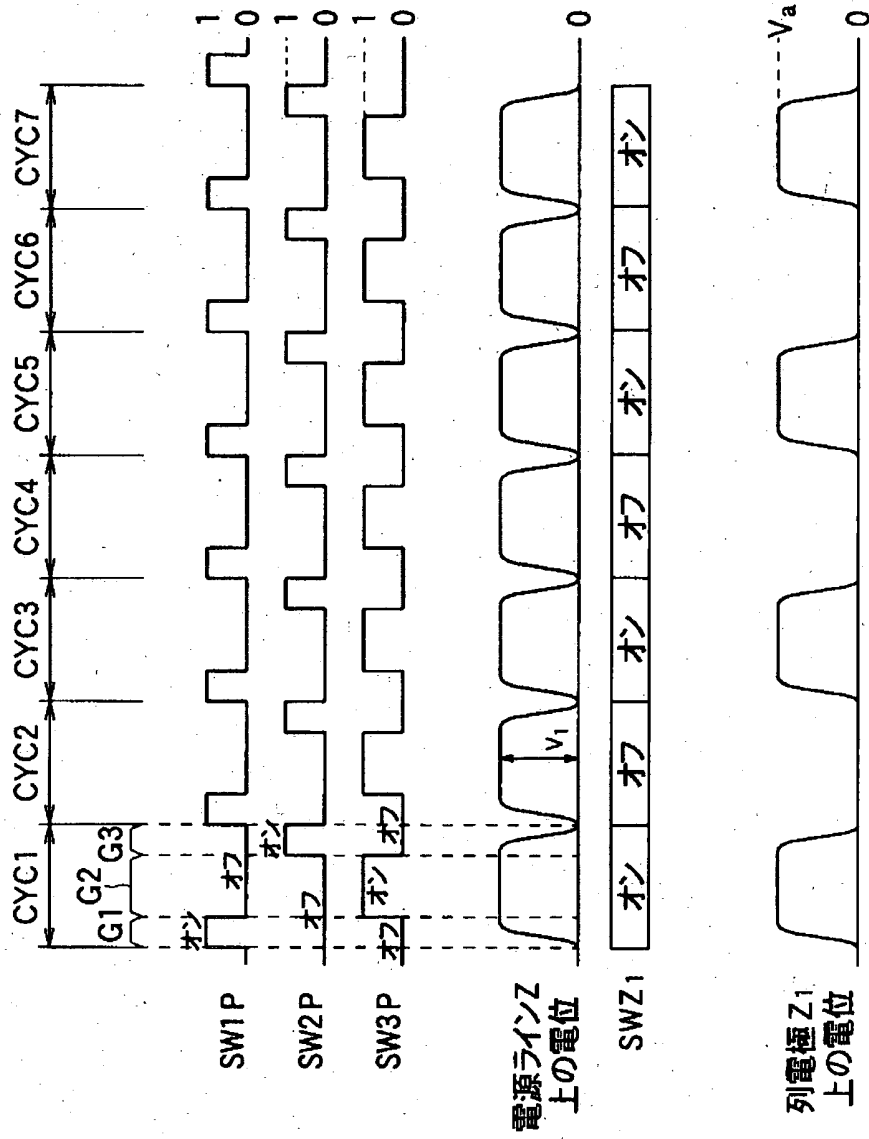 CYC1 CYC2 CYC3 CYC4 CYC5 CYC6 CYC7
G1 G2 G3
SW1P オン オフ 1 0
SW2P オフ オン 1 0
SW3P オフ オン オフ 1 0
電源ラインZ
上の電位
V1
0
SWZ1 オン オフ オン オフ オン オフ オン
列電極Z1
上の電位
Va
0